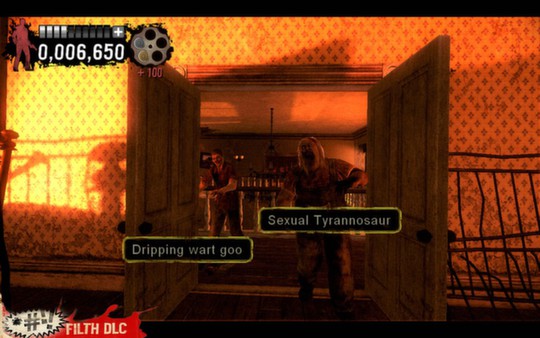 0,006,650
+100
Sexual Tyrannosaur
Dripping wart goo
#!
FILTH DLC